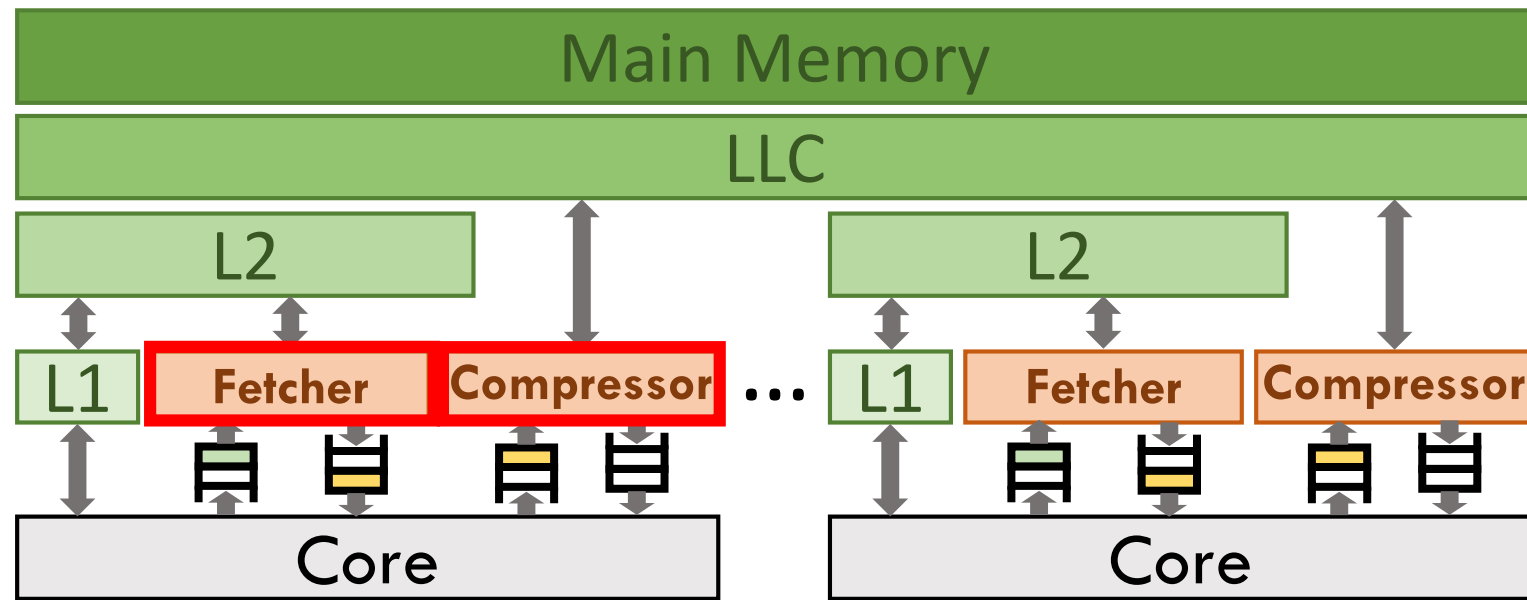 Main Memory
LLC
L2 L2
L1 Fetcher Compressor ... L1 Fetcher Compressor
Core Core